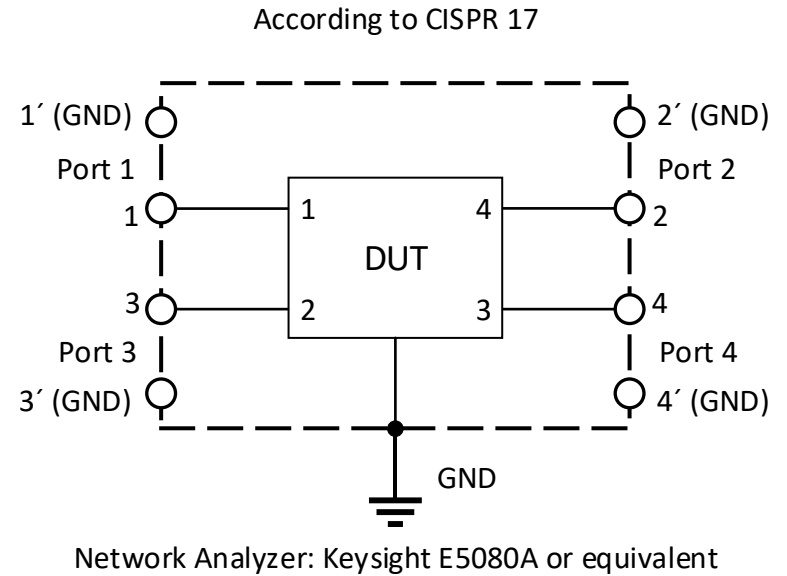 According to CISPR 17
1´ (GND)
2´ (GND)
Port 1
Port 2
1
1
4
2
DUT
3
2
3
4
Port 3
Port 4
3´ (GND)
4´ (GND)
GND
Network Analyzer: Keysight E5080A or equivalent